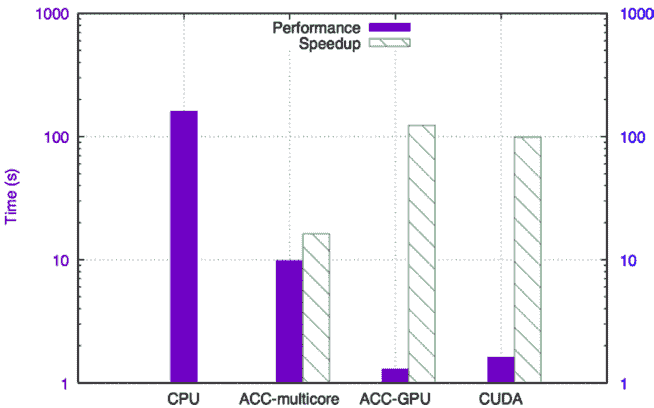 1000
1000
Performance
Speedup
100
100
Time (s)
10
10
1
1
CPU
ACC-multicore
ACC-GPU
CUDA